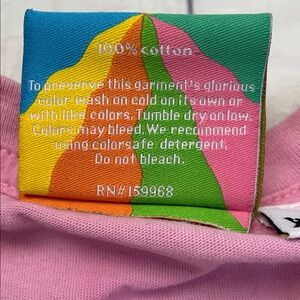 100% cotton
To preserve this garment's glorious
color wash on cold on its own or
with like colors. Tumble dry on low.
Colors may bleed. We recommend
using colorsafe detergent.
Do not bleach.
RN#159968